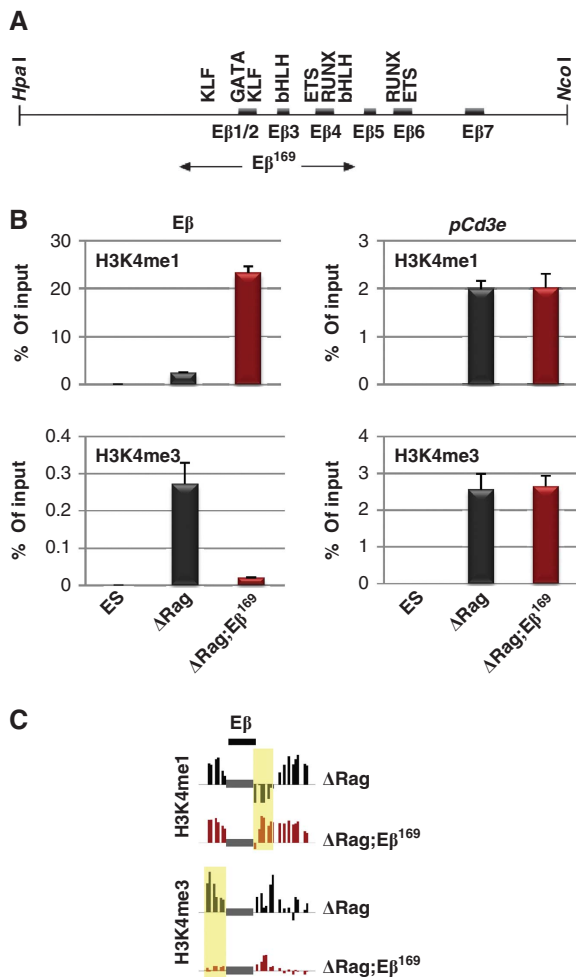 A
Hpa I
KLF
GATA
KLF
bHLH
ETS
RUNX
bHLH
RUNX
ETS
Nco I
Eβ1/2 Eβ3 Eβ4 Eβ5 Eβ6 Eβ7
Eβ¹⁶⁹
B
Eβ
H3K4me1
% Of input
30
20
10
0
pCd3e
H3K4me1
% Of input
3
2
1
0
H3K4me3
% Of input
0.4
0.3
0.2
0.1
0
ES
ΔRag
ΔRag;Eβ¹⁶⁹
H3K4me3
% Of input
4
3
2
1
0
ES
ΔRag
ΔRag;Eβ¹⁶⁹
C
Eβ
H3K4me1
ΔRag
ΔRag;Eβ¹⁶⁹
H3K4me3
ΔRag
ΔRag;Eβ¹⁶⁹